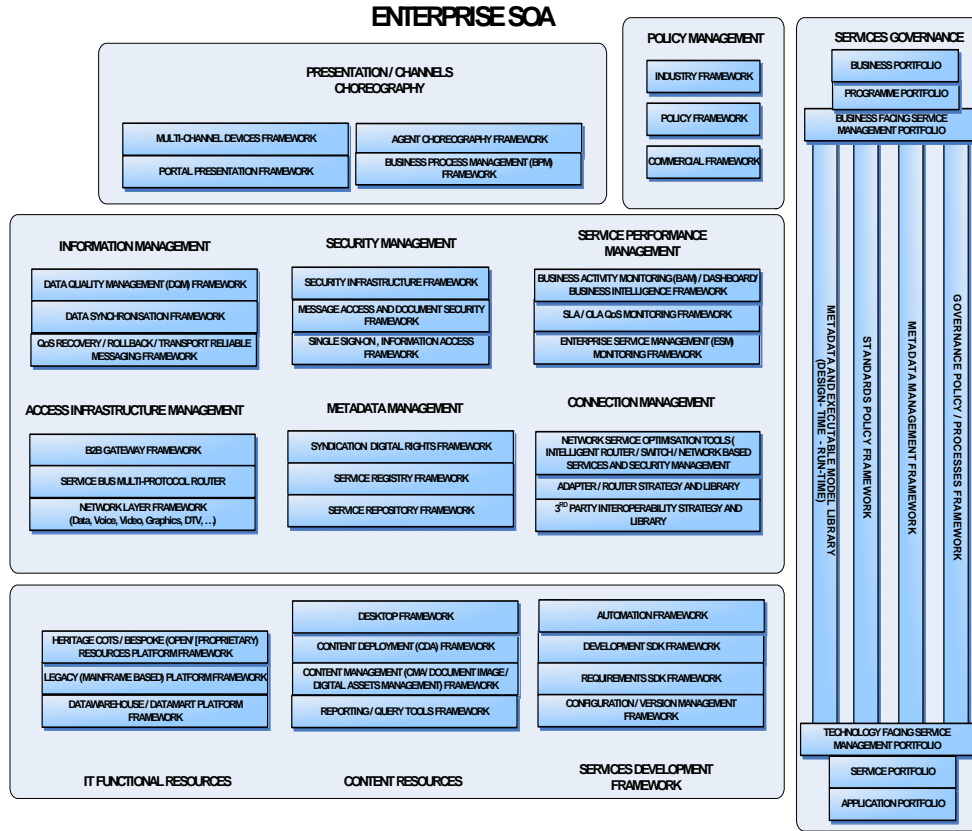 ENTERPRISE SOA
PRESENTATION / CHANNELS
CHOREOGRAPHY
MULTI-CHANNEL DEVICES FRAMEWORK
PORTAL PRESENTATION FRAMEWORK
AGENT CHOREOGRAPHY FRAMEWORK
BUSINESS PROCESS MANAGEMENT (BPM)
FRAMEWORK
POLICY MANAGEMENT
INDUSTRY FRAMEWORK
POLICY FRAMEWORK
COMMERCIAL FRAMEWORK
SERVICES GOVERNANCE
BUSINESS PORTFOLIO
PROGRAMME PORTFOLIO
BUSINESS FACING SERVICE
MANAGEMENT PORTFOLIO
METADATA AND EXECUTABLE MODEL LIBRARY
(DESIGN- TIME - RUN-TIME)
STANDARDS POLICY FRAMEWORK
METADATA MANAGEMENT FRAMEWORK
GOVERNANCE POLICY / PROCESSES FRAMEWORK
TECHNOLOGY FACING SERVICE
MANAGEMENT PORTFOLIO
SERVICE PORTFOLIO
APPLICATION PORTFOLIO
INFORMATION MANAGEMENT
DATA QUALITY MANAGEMENT (DQM) FRAMEWORK
DATA SYNCHRONISATION FRAMEWORK
QoS RECOVERY / ROLLBACK / TRANSPORT RELIABLE
MESSAGING FRAMEWORK
SECURITY MANAGEMENT
SECURITY INFRASTRUCTURE FRAMEWORK
MESSAGE ACCESS AND DOCUMENT SECURITY
FRAMEWORK
SINGLE SIGN-ON , INFORMATION ACCESS
FRAMEWORK
SERVICE PERFORMANCE
MANAGEMENT
BUSINESS ACTIVITY MONITORING (BAM) / DASHBOARD/
BUSINESS INTELLIGENCE FRAMEWORK
SLA / OLA QoS MONITORING FRAMEWORK
ENTERPRISE SERVICE MANAGEMENT (ESM)
MONITORING FRAMEWORK
ACCESS INFRASTRUCTURE MANAGEMENT
B2B GATEWAY FRAMEWORK
SERVICE BUS MULTI-PROTOCOL ROUTER
NETWORK LAYER FRAMEWORK
(Data, Voice, Video, Graphics, DTV, ...)
METADATA MANAGEMENT
SYNDICATION DIGITAL RIGHTS FRAMEWORK
SERVICE REGISTRY FRAMEWORK
SERVICE REPOSITORY FRAMEWORK
CONNECTION MANAGEMENT
NETWORK SERVICE OPTIMISATION TOOLS (
INTELLIGENT ROUTER / SWITCH / NETWORK BASED
SERVICES AND SECURITY MANAGEMENT
ADAPTER / ROUTER STRATEGY AND LIBRARY
3RD PARTY INTEROPERABILITY STRATEGY AND
LIBRARY
HERITAGE COTS / BESPOKE (OPEN/ [PROPRIETARY)
RESOURCES PLATFORM FRAMEWORK
LEGACY (MAINFRAME BASED) PLATFORM FRAMEWORK
DATAWAREHOUSE / DATAMART PLATFORM
FRAMEWORK
IT FUNCTIONAL RESOURCES
DESKTOP FRAMEWORK
CONTENT DEPLOYMENT (CDA) FRAMEWORK
CONTENT MANAGEMENT (CMA/ DOCUMENT IMAGE /
DIGITAL ASSETS MANAGEMENT) FRAMEWORK
REPORTING / QUERY TOOLS FRAMEWORK
CONTENT RESOURCES
AUTOMATION FRAMEWORK
DEVELOPMENT SDK FRAMEWORK
REQUIREMENTS SDK FRAMEWORK
CONFIGURATION / VERSION MANAGEMENT
FRAMEWORK
SERVICES DEVELOPMENT
FRAMEWORK